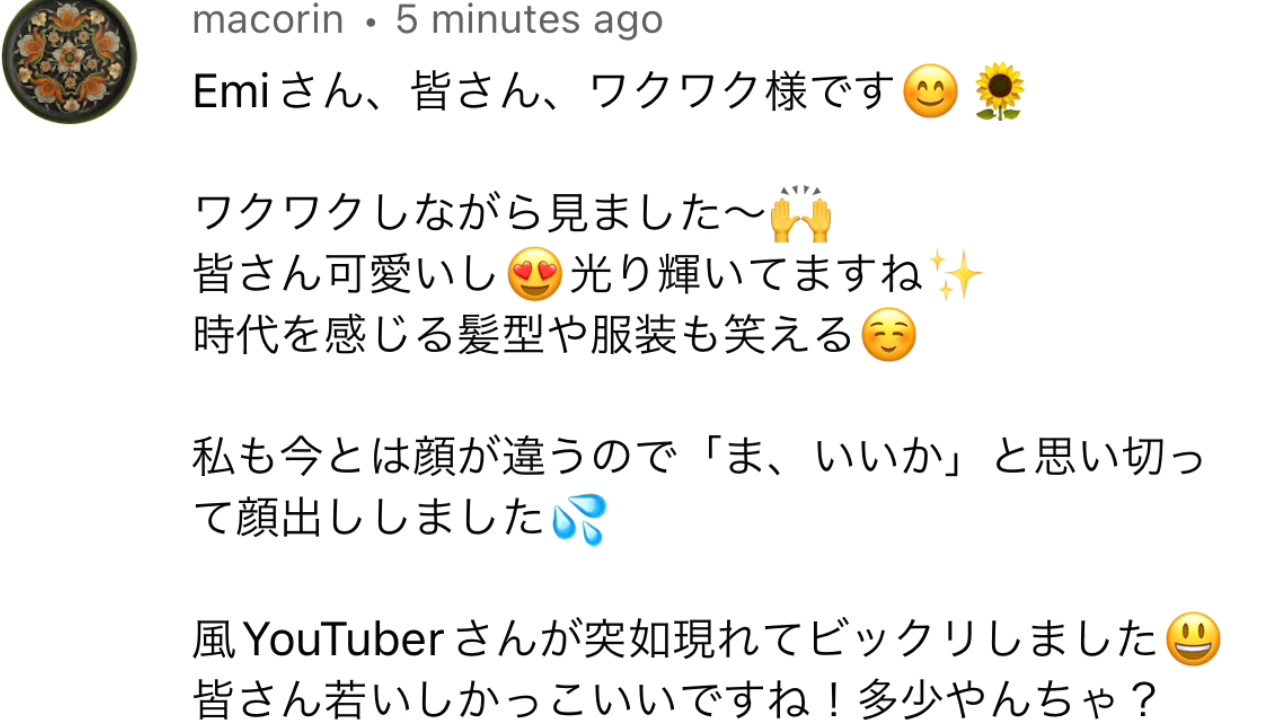 macorin • 5 minutes ago
Emiさん、皆さん、ワクワク様です😊🌻
ワクワクしながら見ました〜🙌
皆さん可愛いし😍光り輝いてますね✨
時代を感じる髪型や服装も笑える☺️
私も今とは顔が違うので「ま、いいか」と思い切っ
て顔出ししました💦
風YouTuberさんが突如現れてビックリしました😃
皆さん若いしかっこいいですね！多少やんちゃ？